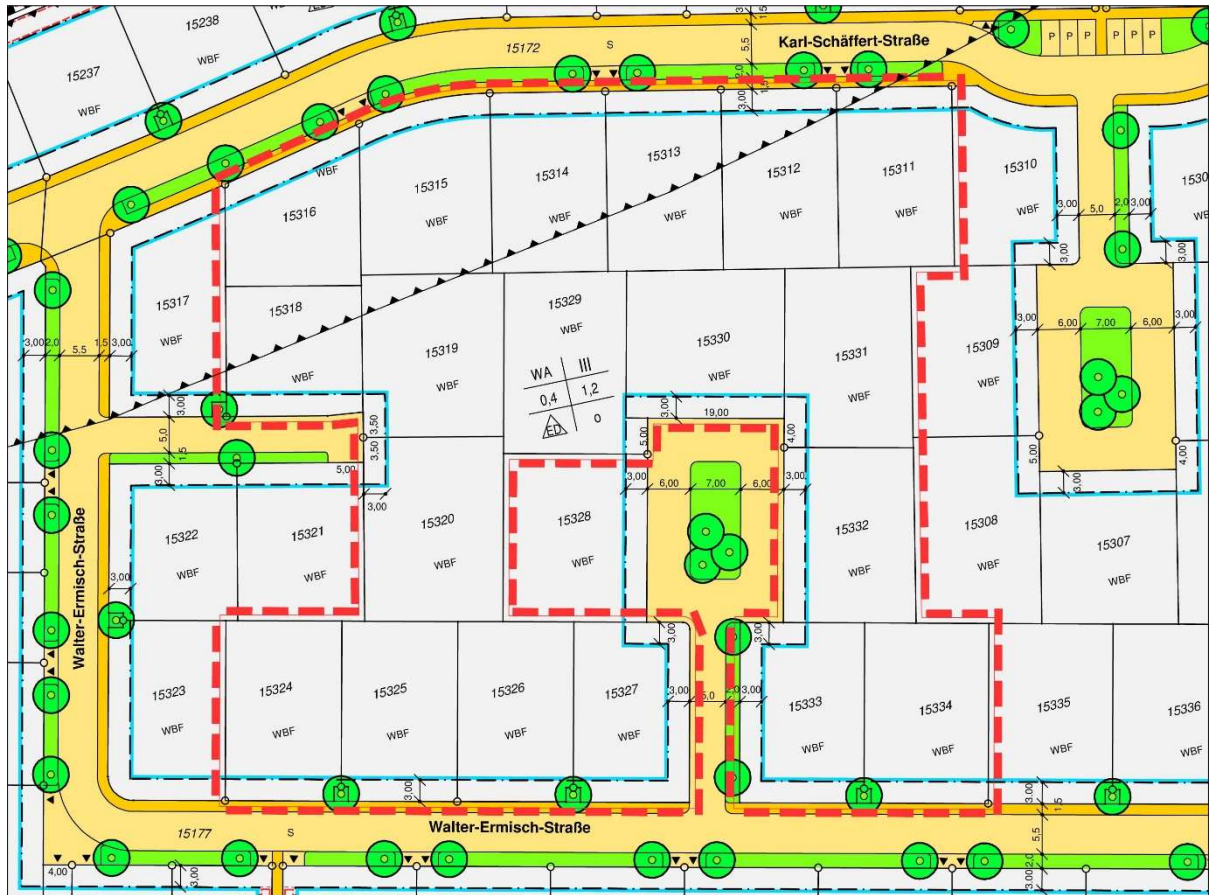 15238
WBF
15237
WBF
15172
S
Karl-Schäffert-Straße
P P P P P P
1,5
5,5
2,0
1,5
3,00
15316
WBF
15315
WBF
15314
WBF
15313
WBF
15312
WBF
15311
WBF
15310
WBF
3,00 5,0 2,0 3,00
3,00
3,00
15317
WBF
15318
WBF
15319
WBF
15329
WBF
15330
WBF
15331
WBF
15309
WBF
WA III
0,4 1,2
ED o
3,00 2,0 5,5 1,5 3,00
3,00
5,0
1,5
3,00
3,50
3,50
5,00
3,00
3,00
19,00
5,00
4,00
3,00 6,00 7,00 6,00 3,00
3,00 6,00 7,00 6,00 3,00
5,00
4,00
3,00
15322
WBF
15321
WBF
15320
WBF
15328
WBF
15332
WBF
15308
WBF
15307
WBF
Walter-Ermisch-Straße
3,00
3,00
3,00
15323
WBF
15324
WBF
15325
WBF
15326
WBF
15327
WBF
3,00 5,0 2,0 3,00
15333
WBF
15334
WBF
15335
WBF
15336
WBF
3,00
3,00
1,5
5,5
2,0
3,00
15177
S
Walter-Ermisch-Straße
4,00
3,00